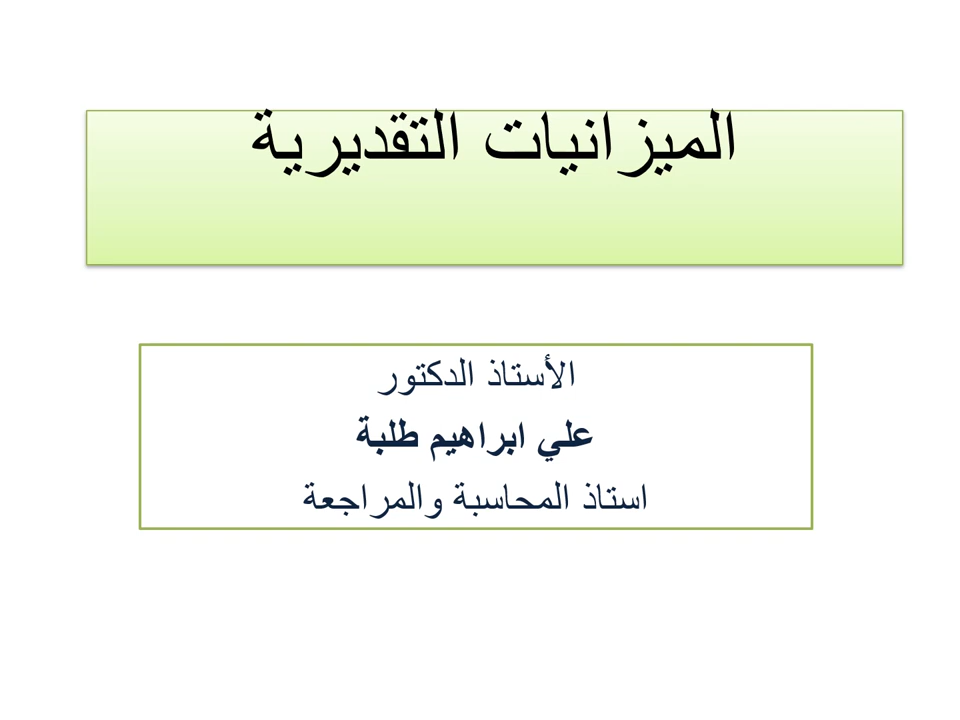 الميزانيات التقديرية
الأستاذ الدكتور
علي ابراهيم طلبة
استاذ المحاسبة والمراجعة